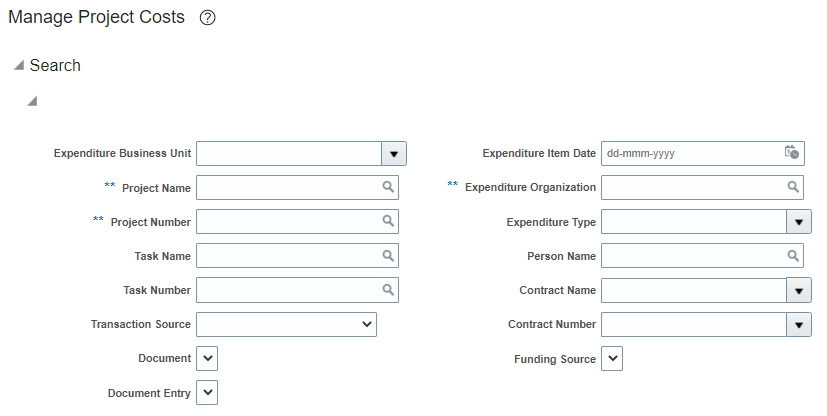 Manage Project Costs ?
Search
Expenditure Business Unit
** Project Name
** Project Number
Task Name
Task Number
Transaction Source
Document
Document Entry
Expenditure Item Date dd-mmm-yyyy
** Expenditure Organization
Expenditure Type
Person Name
Contract Name
Contract Number
Funding Source